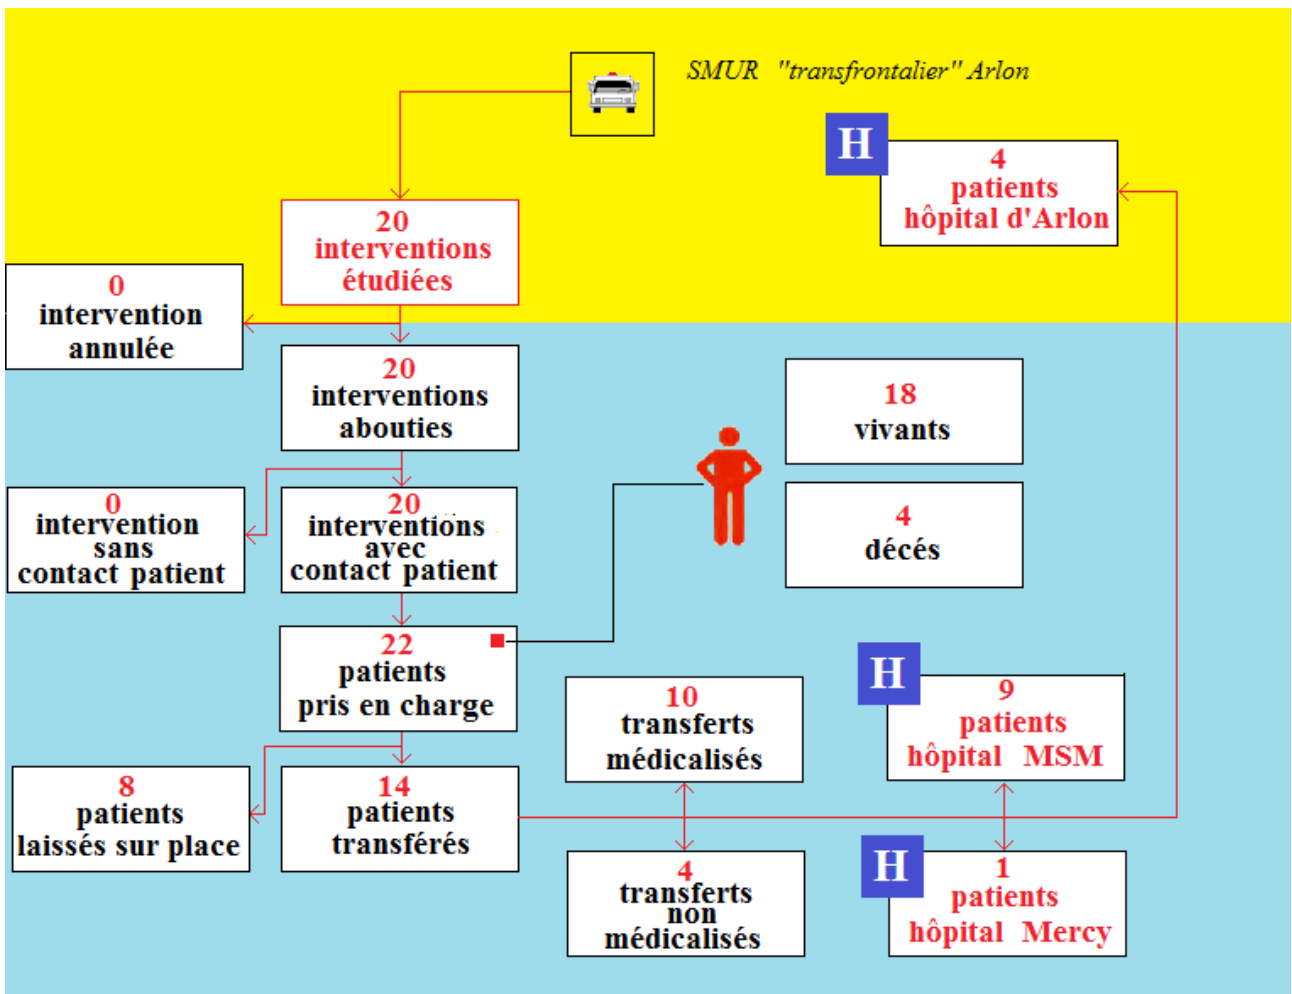 SMUR "transfrontalier" Arlon
H
4
patients
hôpital d'Arlon
20
interventions
étudiées
0
intervention
annulée
20
interventions
abouties
18
vivants
0
intervention
sans
contact patient
20
interventions
avec
contact patient
4
décés
22
patients
pris en charge
10
transferts
médicalisés
H
9
patients
hôpital MSM
8
patients
laissés sur place
14
patients
transférés
4
transferts
non
médicalisés
H
1
patients
hôpital Mercy